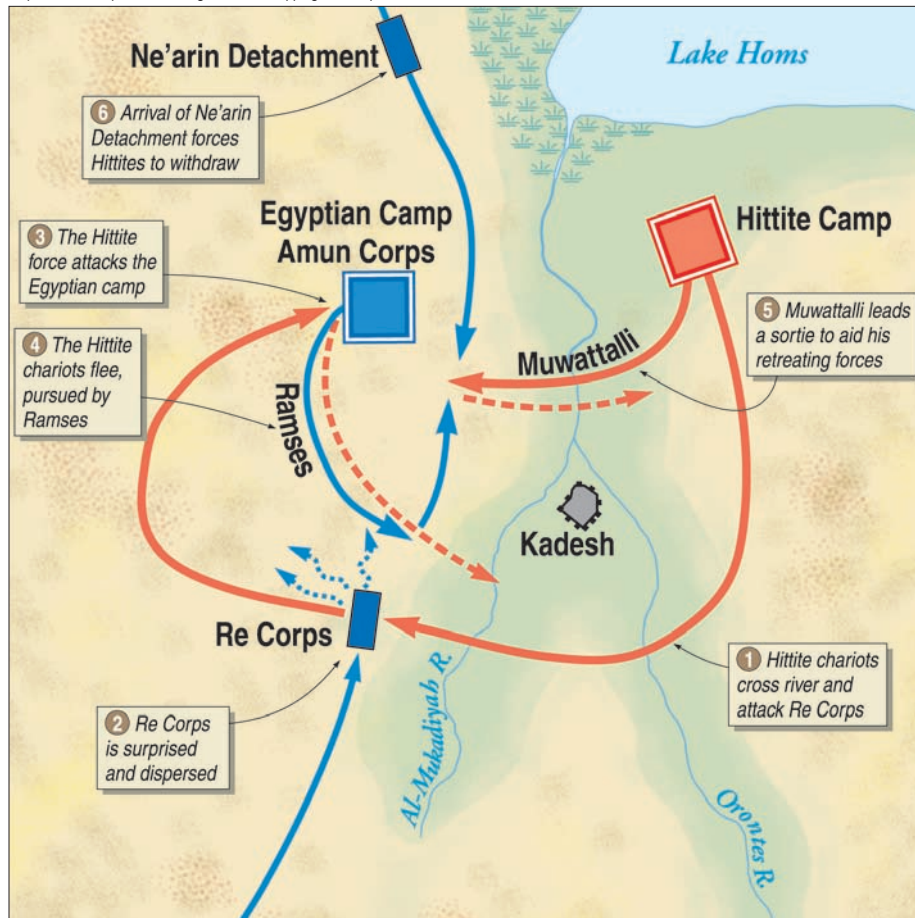 Ne'arin Detachment
Lake Homs
6 Arrival of Ne'arin
Detachment forces
Hittites to withdraw
Egyptian Camp
Amun Corps
Hittite Camp
3 The Hittite
force attacks the
Egyptian camp
5 Muwattalli leads
a sortie to aid his
retreating forces
4 The Hittite
chariots flee,
pursued by
Ramses
Muwattalli
Ramses
Kadesh
Re Corps
1 Hittite chariots
cross river and
attack Re Corps
2 Re Corps
is surprised
and dispersed
Al-Mukadiyah R.
Orontes R.